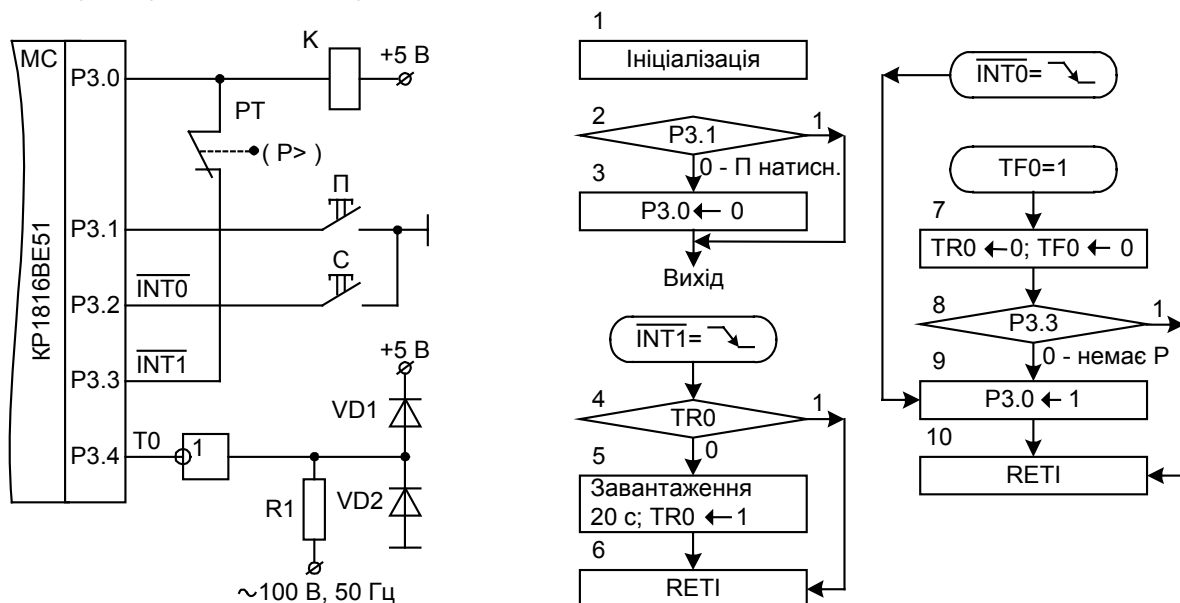 МС
КР1816ВЕ51
P3.0
K
+5 В
РТ
( P> )
P3.1
П
P3.2
INT0
С
P3.3
INT1
+5 В
VD1
P3.4
T0
1
R1
VD2
~100 В, 50 Гц
1
Ініціалізація
2
P3.1
1
0 - П натисн.
3
P3.0 ← 0
Вихід
INT1=
4
TR0
1
0
5
Завантаження
20 с; TR0 ← 1
6
RETI
INT0=
TF0=1
7
TR0 ← 0; TF0 ← 0
8
P3.3
1
0 - немає Р
9
P3.0 ← 1
10
RETI